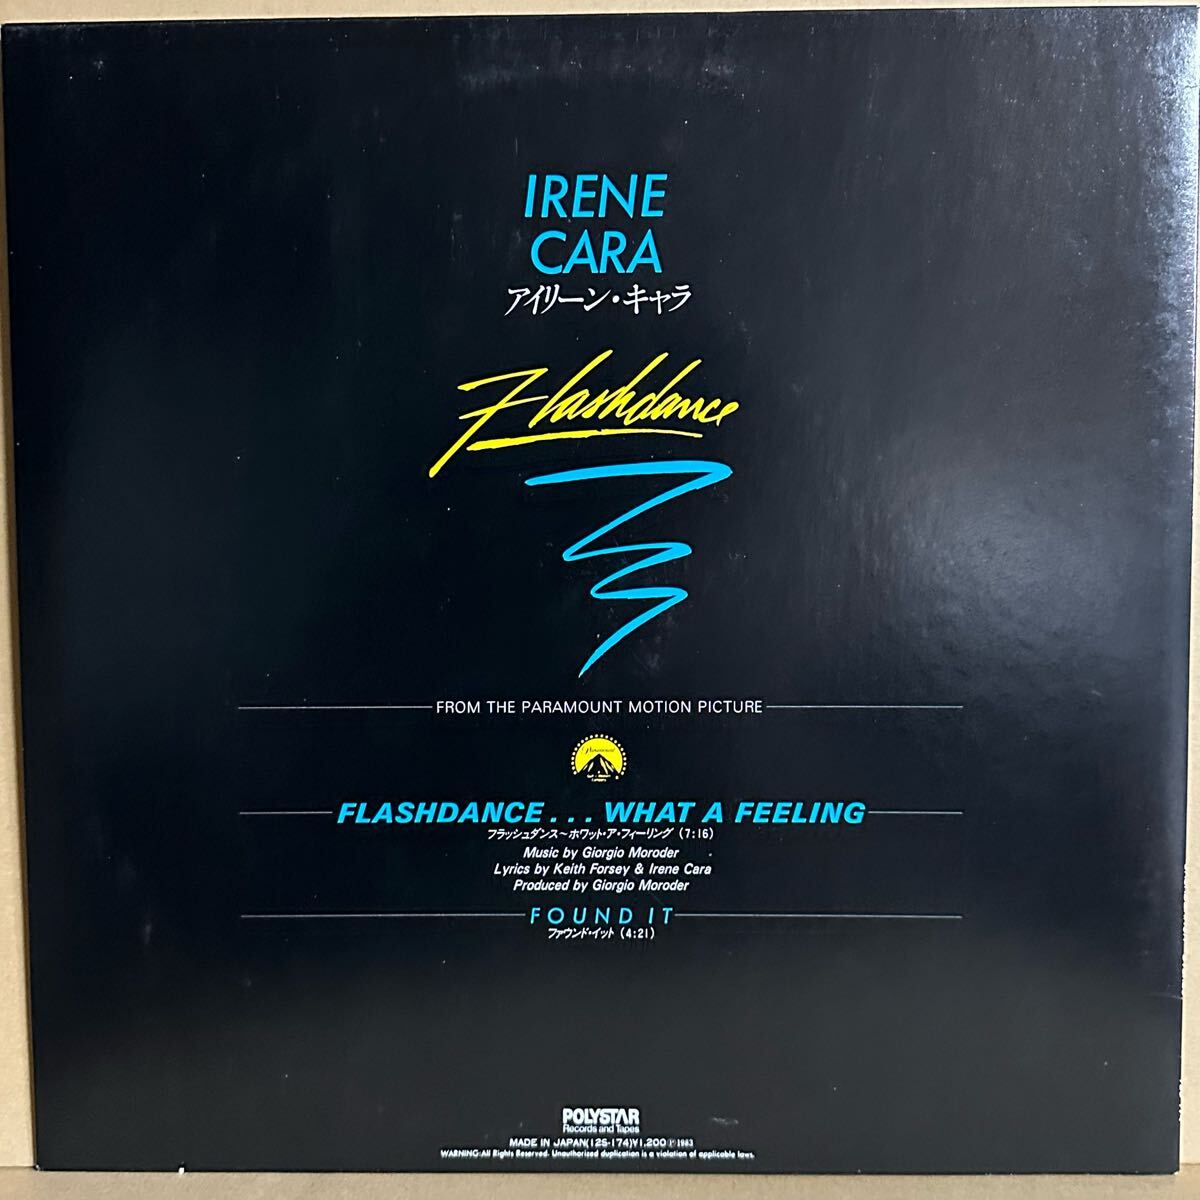 IRENE
CARA
アイリーン・キャラ
Flashdance
FROM THE PARAMOUNT MOTION PICTURE
Paramount
FLASHDANCE... WHAT A FEELING
フラッシュダンス～ホワット・ア・フィーリング (7:16)
Music by Giorgio Moroder
Lyrics by Keith Forsey & Irene Cara
Produced by Giorgio Moroder
FOUND IT
ファウンド・イット (4:21)
POLYSTAR
Records and Tapes
MADE IN JAPAN(12S-174)¥1,200 Ⓟ1983
WARNING:All Rights Reserved. Unauthorized duplication is a violation of applicable laws.